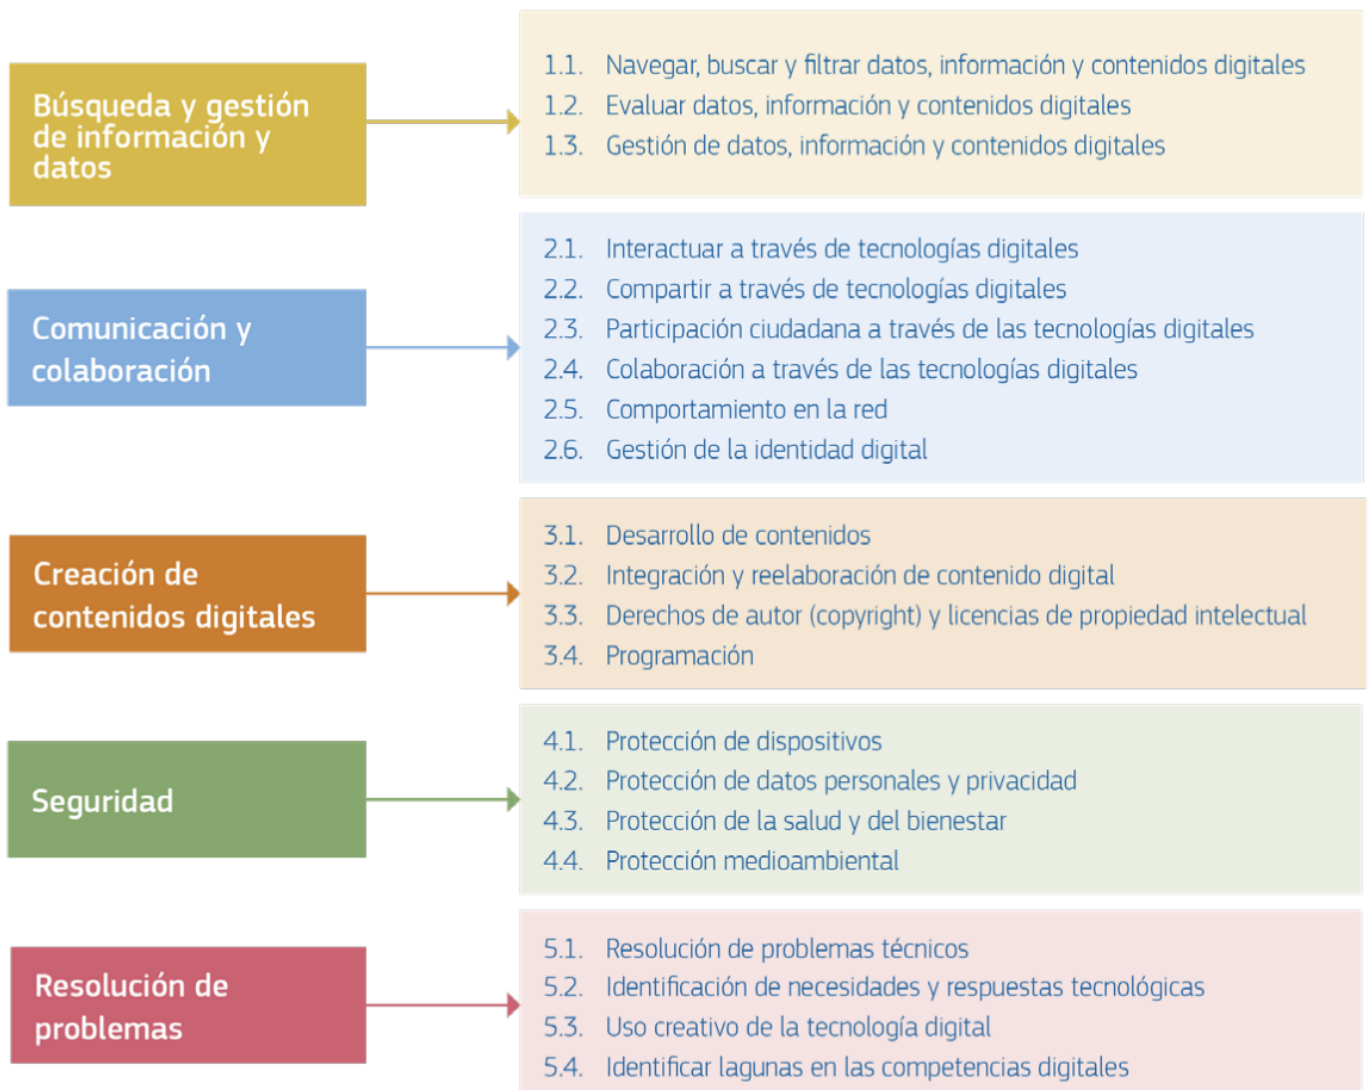 Búsqueda y gestión
de información y
datos
1.1. Navegar, buscar y filtrar datos, información y contenidos digitales
1.2. Evaluar datos, información y contenidos digitales
1.3. Gestión de datos, información y contenidos digitales
Comunicación y
colaboración
2.1. Interactuar a través de tecnologías digitales
2.2. Compartir a través de tecnologías digitales
2.3. Participación ciudadana a través de las tecnologías digitales
2.4. Colaboración a través de las tecnologías digitales
2.5. Comportamiento en la red
2.6. Gestión de la identidad digital
Creación de
contenidos digitales
3.1. Desarrollo de contenidos
3.2. Integración y reelaboración de contenido digital
3.3. Derechos de autor (copyright) y licencias de propiedad intelectual
3.4. Programación
Seguridad
4.1. Protección de dispositivos
4.2. Protección de datos personales y privacidad
4.3. Protección de la salud y del bienestar
4.4. Protección medioambiental
Resolución de
problemas
5.1. Resolución de problemas técnicos
5.2. Identificación de necesidades y respuestas tecnológicas
5.3. Uso creativo de la tecnología digital
5.4. Identificar lagunas en las competencias digitales